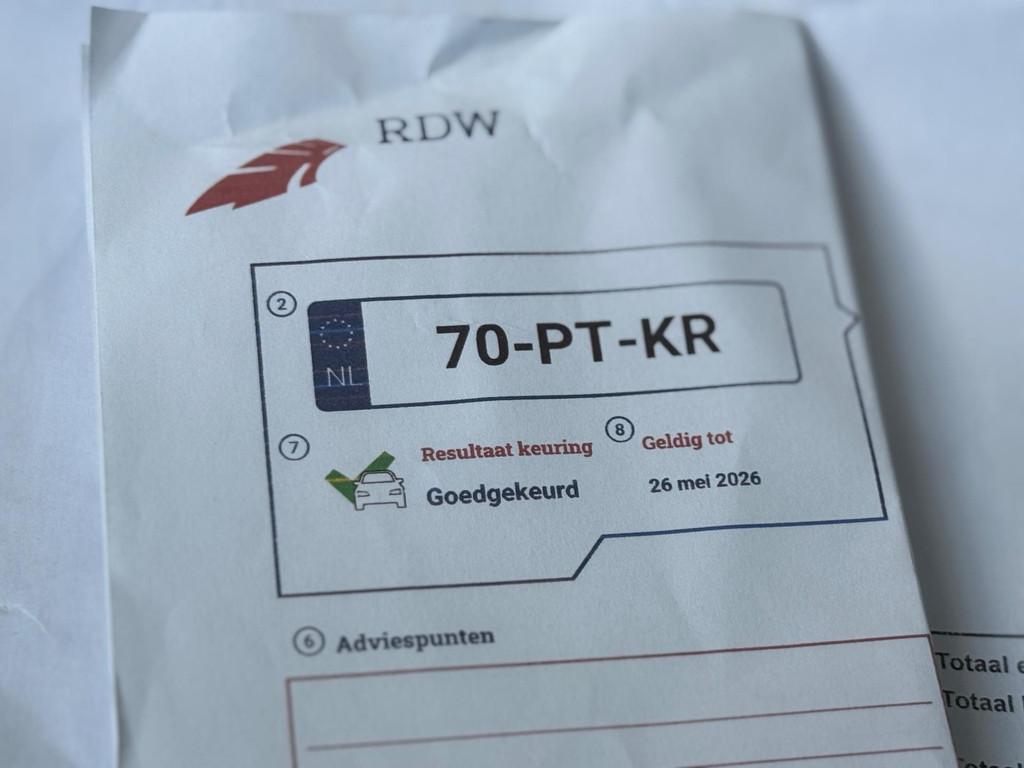 RDW
2
NL
70-PT-KR
7
Resultaat keuring
Goedgekeurd
8
Geldig tot
26 mei 2026
6 Adviespunten
Totaal
Totaal